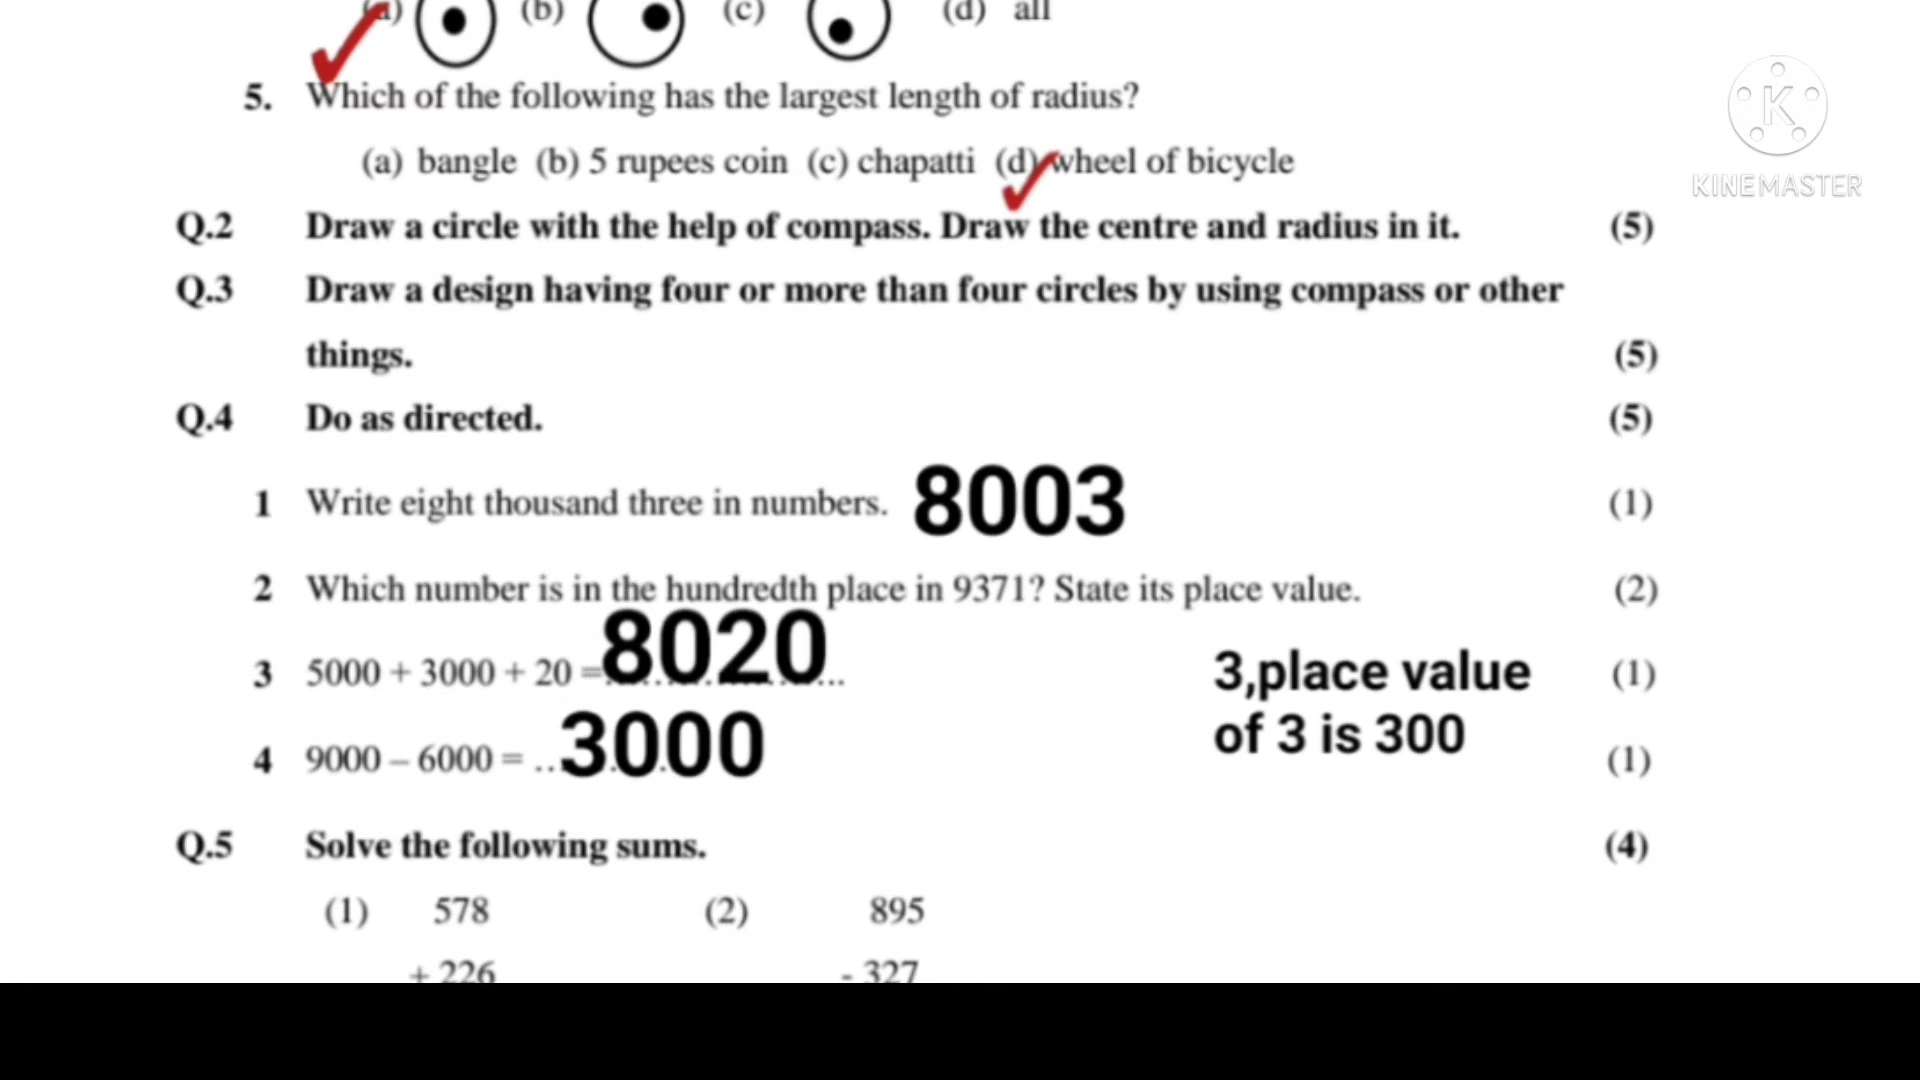 (a) (b) (c) (d) all
5. Which of the following has the largest length of radius?
(a) bangle (b) 5 rupees coin (c) chapatti (d) wheel of bicycle
Q.2 Draw a circle with the help of compass. Draw the centre and radius in it. (5)
Q.3 Draw a design having four or more than four circles by using compass or other
things. (5)
Q.4 Do as directed. (5)
1 Write eight thousand three in numbers. 8003 (1)
2 Which number is in the hundredth place in 9371? State its place value. (2)
3 5000 + 3000 + 20 = 8020 .. (1)
3,place value
of 3 is 300
4 9000 – 6000 = .. 3000 (1)
Q.5 Solve the following sums. (4)
(1) 578 (2) 895
+ 226 - 327
K
KINEMASTER